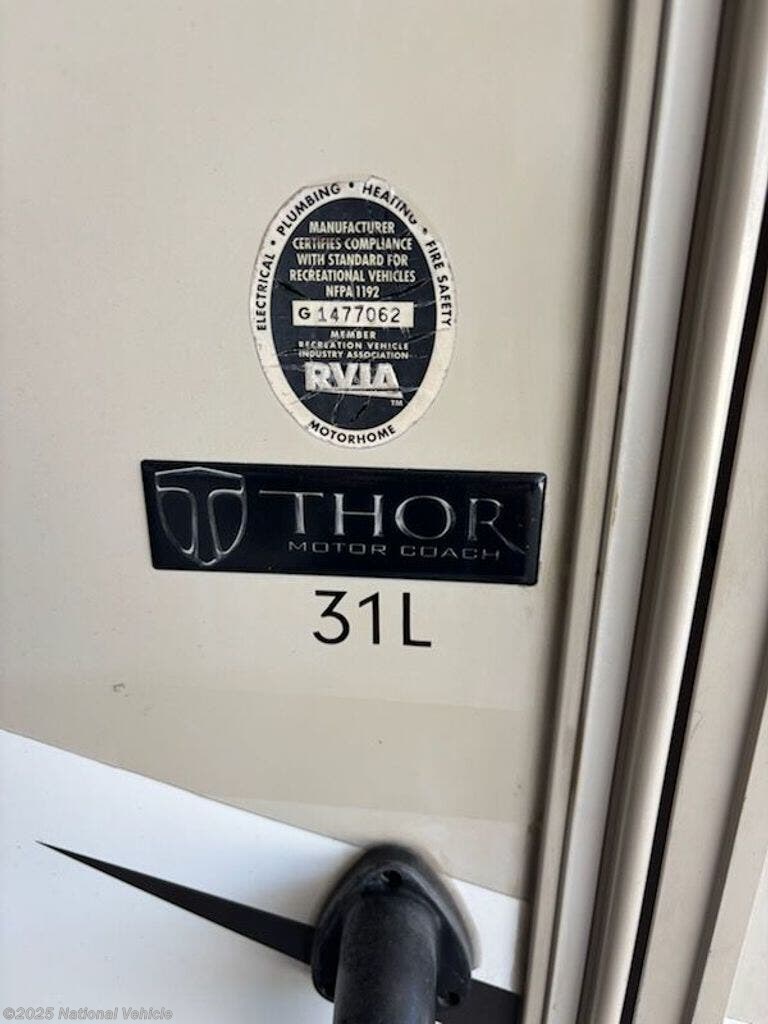 ELECTRICAL • PLUMBING • HEATING • FIRE SAFETY
MANUFACTURER
CERTIFIES COMPLIANCE
WITH STANDARD FOR
RECREATIONAL VEHICLES
NFPA 1192
G 1477062
MEMBER
RECREATION VEHICLE
INDUSTRY ASSOCIATION
RVIA
TM
MOTORHOME
THOR
MOTOR COACH
31L
©2025 National Vehicle